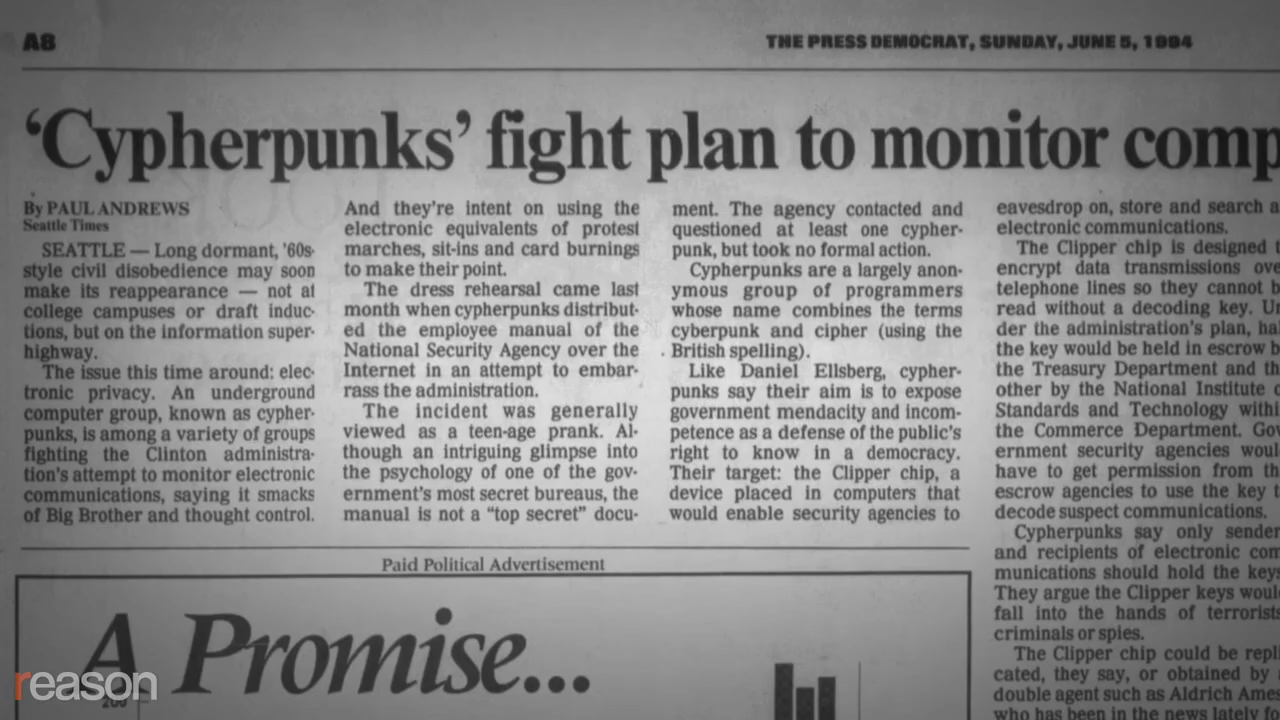 A8
THE PRESS DEMOCRAT, SUNDAY, JUNE 5, 1994
‘Cypherpunks’ fight plan to monitor comp
By PAUL ANDREWS
Seattle Times
SEATTLE — Long dormant, ’60s-
style civil disobedience may soon
make its reappearance — not at
college campuses or draft induc-
tions, but on the information super-
highway.
The issue this time around: elec-
tronic privacy. An underground
computer group, known as cypher-
punks, is among a variety of groups
fighting the Clinton administra-
tion’s attempt to monitor electronic
communications, saying it smacks
of Big Brother and thought control.
And they’re intent on using the
electronic equivalents of protest
marches, sit-ins and card burnings
to make their point.
The dress rehearsal came last
month when cypherpunks distribut-
ed the employee manual of the
National Security Agency over the
Internet in an attempt to embar-
rass the administration.
The incident was generally
viewed as a teen-age prank. Al-
though an intriguing glimpse into
the psychology of one of the gov-
ernment’s most secret bureaus, the
manual is not a “top secret” docu-
ment. The agency contacted and
questioned at least one cypher-
punk, but took no formal action.
Cypherpunks are a largely anon-
ymous group of programmers
whose name combines the terms
cyberpunk and cipher (using the
British spelling).
Like Daniel Ellsberg, cypher-
punks say their aim is to expose
government mendacity and incom-
petence as a defense of the public’s
right to know in a democracy.
Their target: the Clipper chip, a
device placed in computers that
would enable security agencies to
eavesdrop on, store and search a
electronic communications.
The Clipper chip is designed
encrypt data transmissions ove
telephone lines so they cannot b
read without a decoding key. Un
der the administration’s plan, hal
the key would be held in escrow b
the Treasury Department and th
other by the National Institute o
Standards and Technology withi
the Commerce Department. Gov
ernment security agencies woul
have to get permission from th
escrow agencies to use the key t
decode suspect communications.
Cypherpunks say only sender
and recipients of electronic com
munications should hold the keys
They argue the Clipper keys woul
fall into the hands of terrorists
criminals or spies.
The Clipper chip could be repli
cated, they say, or obtained by
double agent such as Aldrich Ames
who has been in the news lately fo
Paid Political Advertisement
A Promise...
200
reason